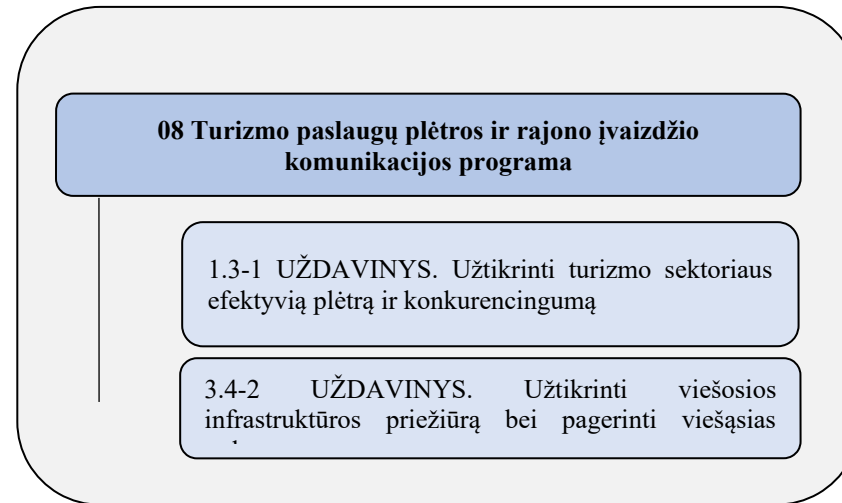 08 Turizmo paslaugų plėtros ir rajono įvaizdžio
komunikacijos programa
1.3-1 UŽDAVINYS. Užtikrinti turizmo sektoriaus
efektyvią plėtrą ir konkurencingumą
3.4-2 UŽDAVINYS. Užtikrinti viešosios
infrastruktūros priežiūrą bei pagerinti viešąsias